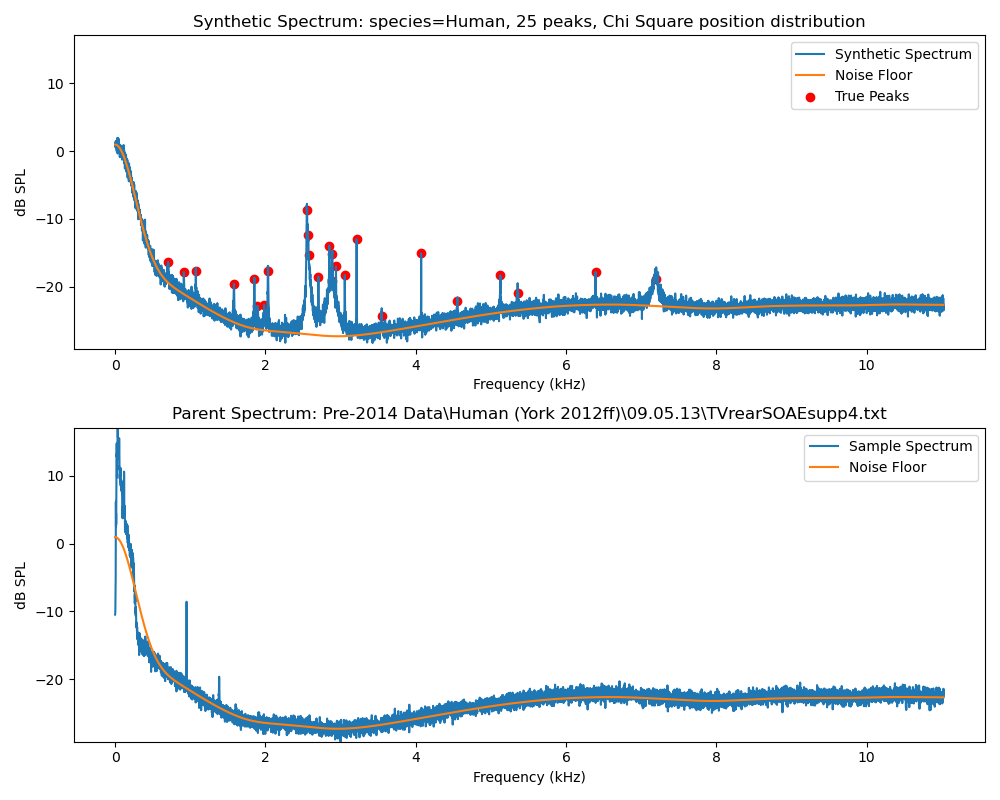 Synthetic Spectrum: species=Human, 25 peaks, Chi Square position distribution
Synthetic Spectrum
Noise Floor
True Peaks
10
0
−10
−20
dB SPL
0 2 4 6 8 10
Frequency (kHz)
Parent Spectrum: Pre-2014 Data\Human (York 2012ff)\09.05.13\TVrearSOAEsupp4.txt
Sample Spectrum
Noise Floor
10
0
−10
−20
dB SPL
0 2 4 6 8 10
Frequency (kHz)